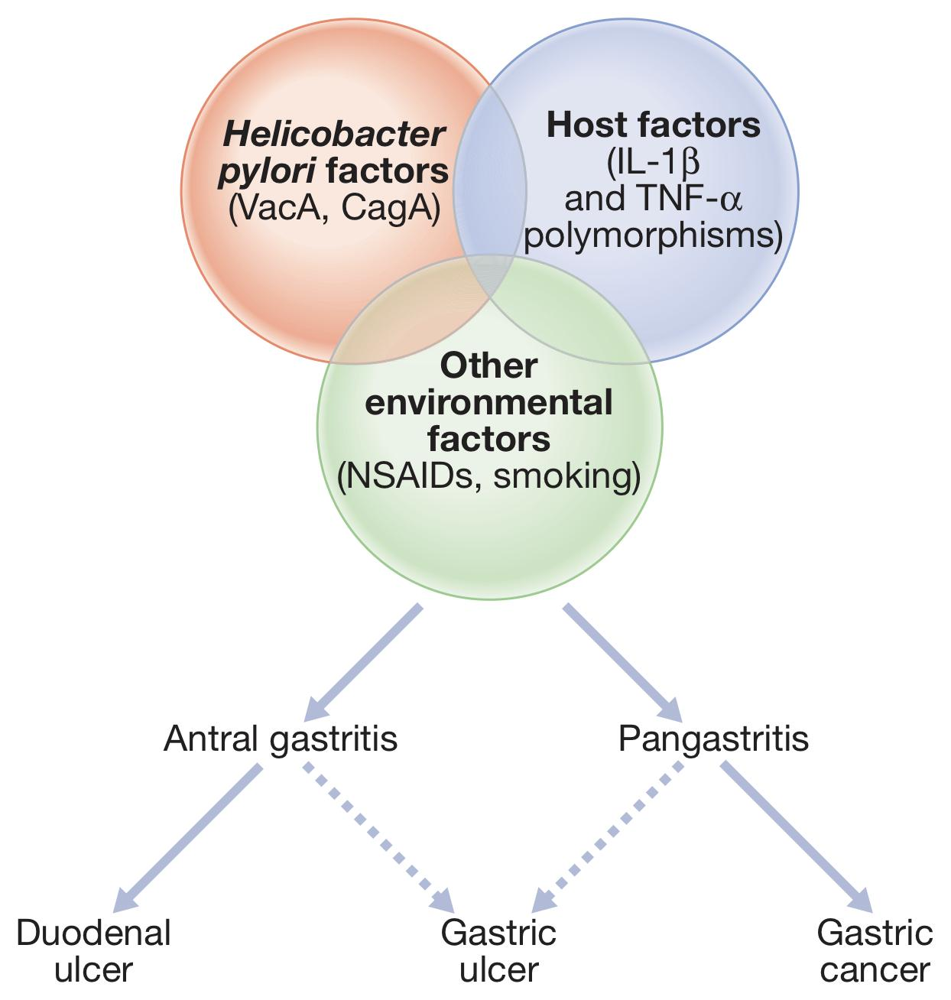 Helicobacter
pylori factors
(VacA, CagA)
Host factors
(IL-1β
and TNF-α
polymorphisms)
Other
environmental
factors
(NSAIDs, smoking)
Antral gastritis
Pangastritis
Duodenal
ulcer
Gastric
ulcer
Gastric
cancer